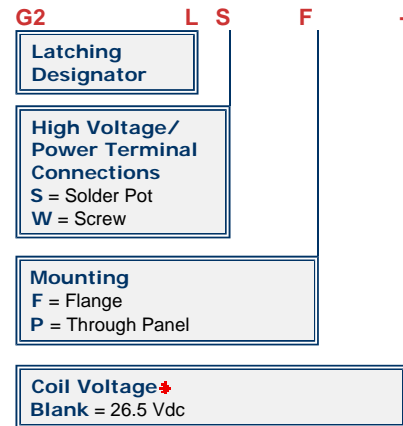 G2 L S F -
Latching
Designator
High Voltage/
Power Terminal
Connections
S = Solder Pot
W = Screw
Mounting
F = Flange
P = Through Panel
Coil Voltage♦
Blank = 26.5 Vdc